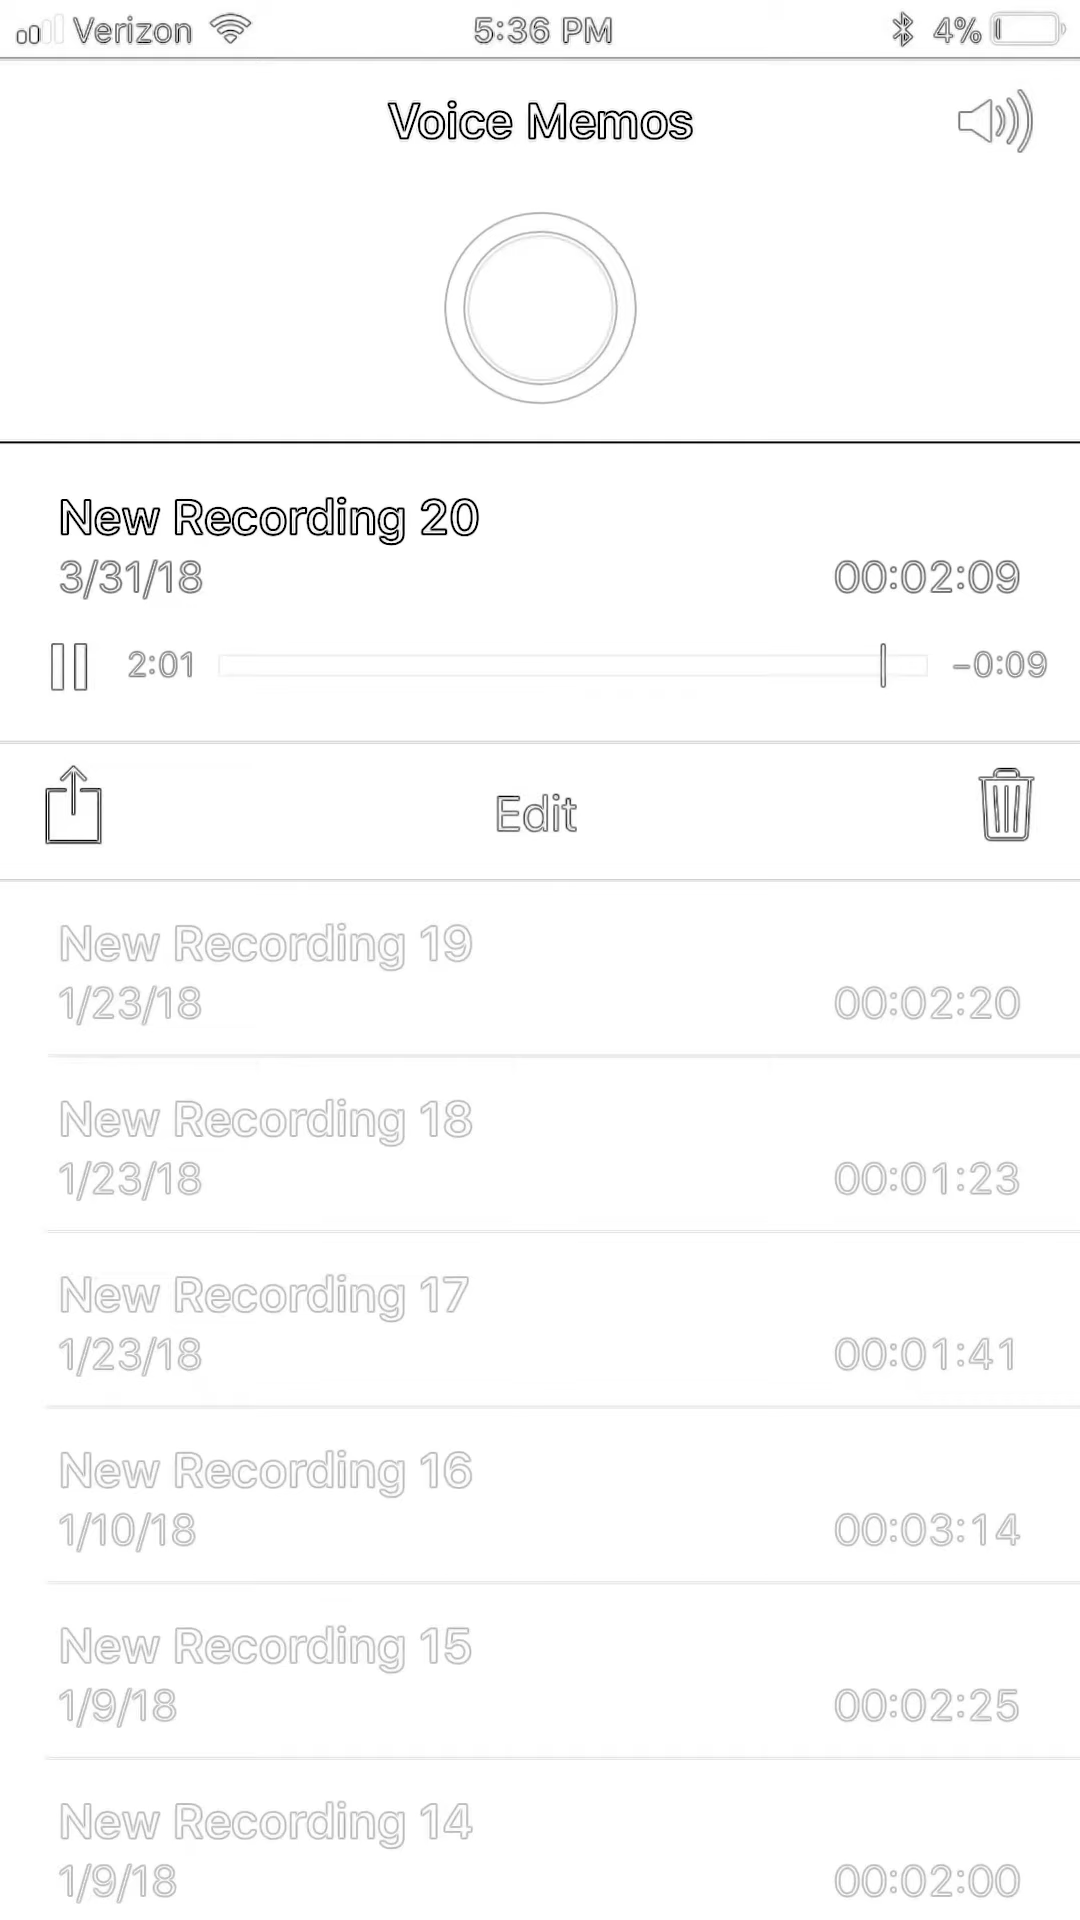 Verizon 5:36 PM 4%
Voice Memos
New Recording 20
3/31/18 00:02:09
2:01 -0:09
Edit
New Recording 19
1/23/18 00:02:20
New Recording 18
1/23/18 00:01:23
New Recording 17
1/23/18 00:01:41
New Recording 16
1/10/18 00:03:14
New Recording 15
1/9/18 00:02:25
New Recording 14
1/9/18 00:02:00